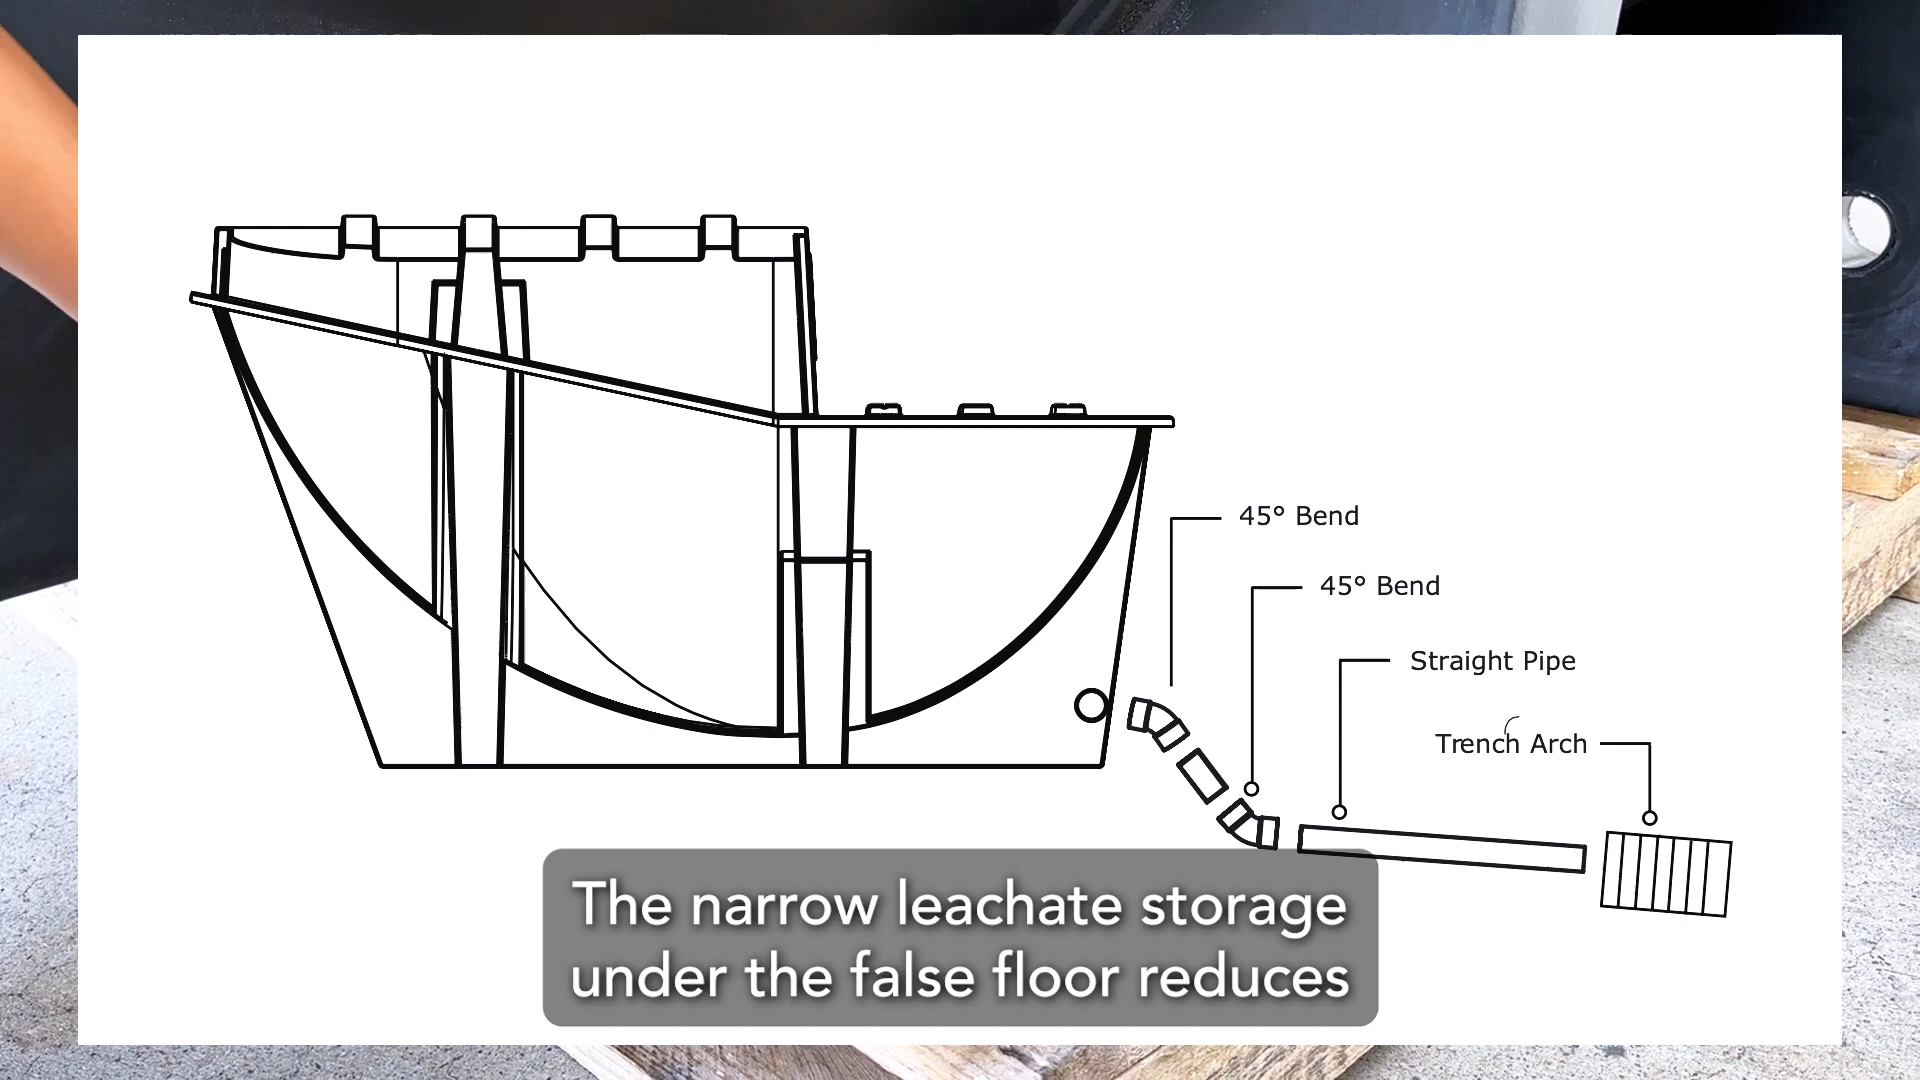 45° Bend
45° Bend
Straight Pipe
Trench Arch
The narrow leachate storage
under the false floor reduces